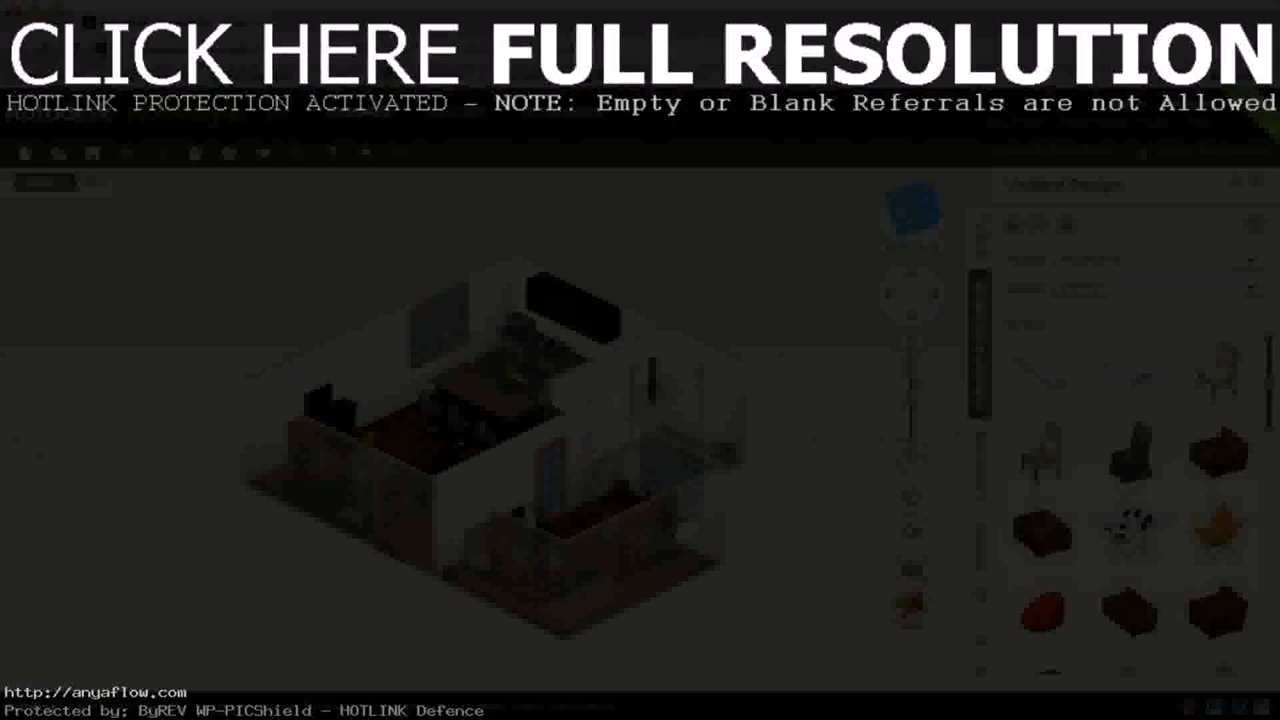 CLICK HERE FULL RESOLUTION
HOTLINK PROTECTION ACTIVATED – NOTE: Empty or Blank Referrals are not Allowed
http://anyaflow.com
Protected by: ByREV WP-PICShield – HOTLINK Defence